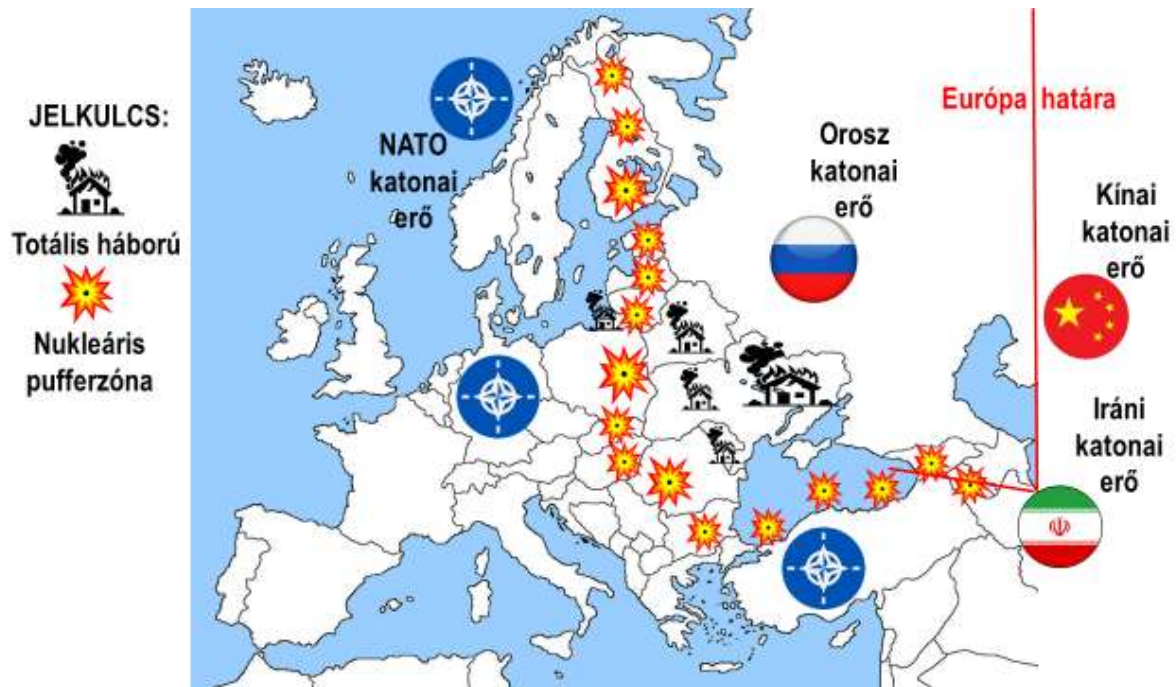 JELKULCS:
Totális háború
Nukleáris
pufferzóna
NATO
katonai
erő
Orosz
katonai
erő
Európa határa
Kínai
katonai
erő
Iráni
katonai
erő